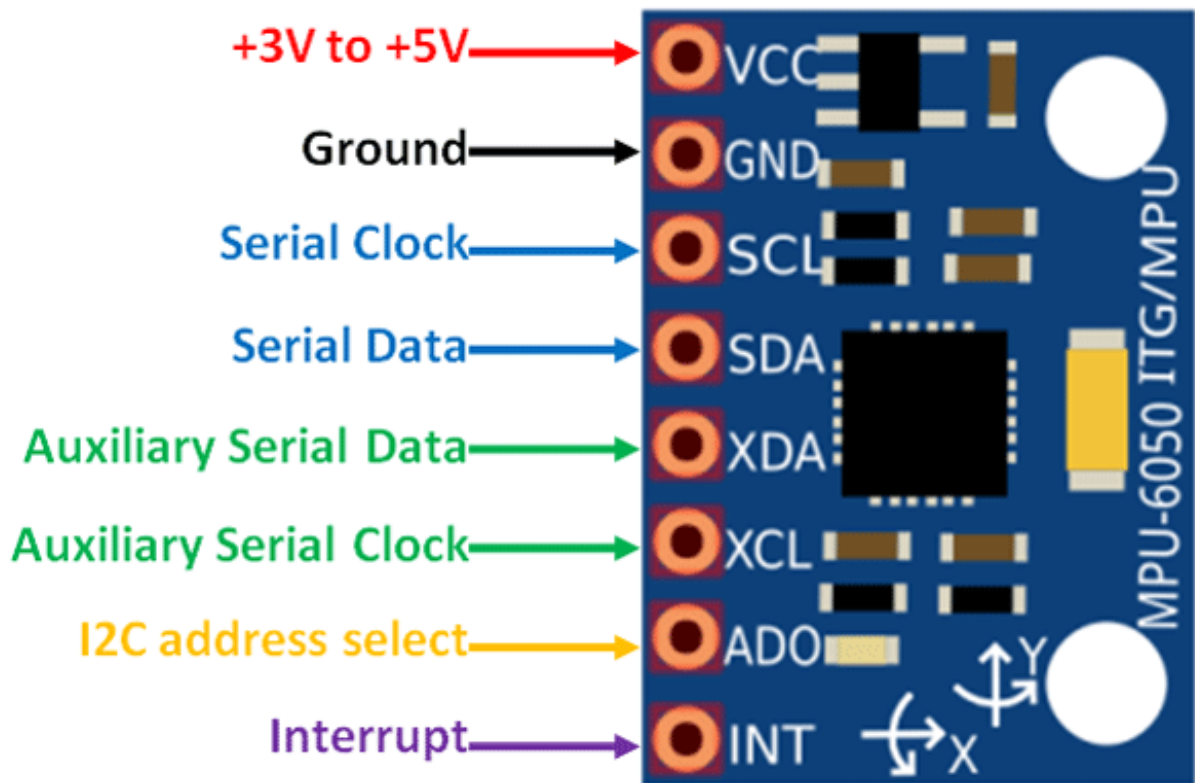 +3V to +5V
VCC
Ground
GND
Serial Clock
SCL
Serial Data
SDA
Auxiliary Serial Data
XDA
Auxiliary Serial Clock
XCL
I2C address select
ADO
Interrupt
INT
X
Y
MPU-6050 ITG/MPU